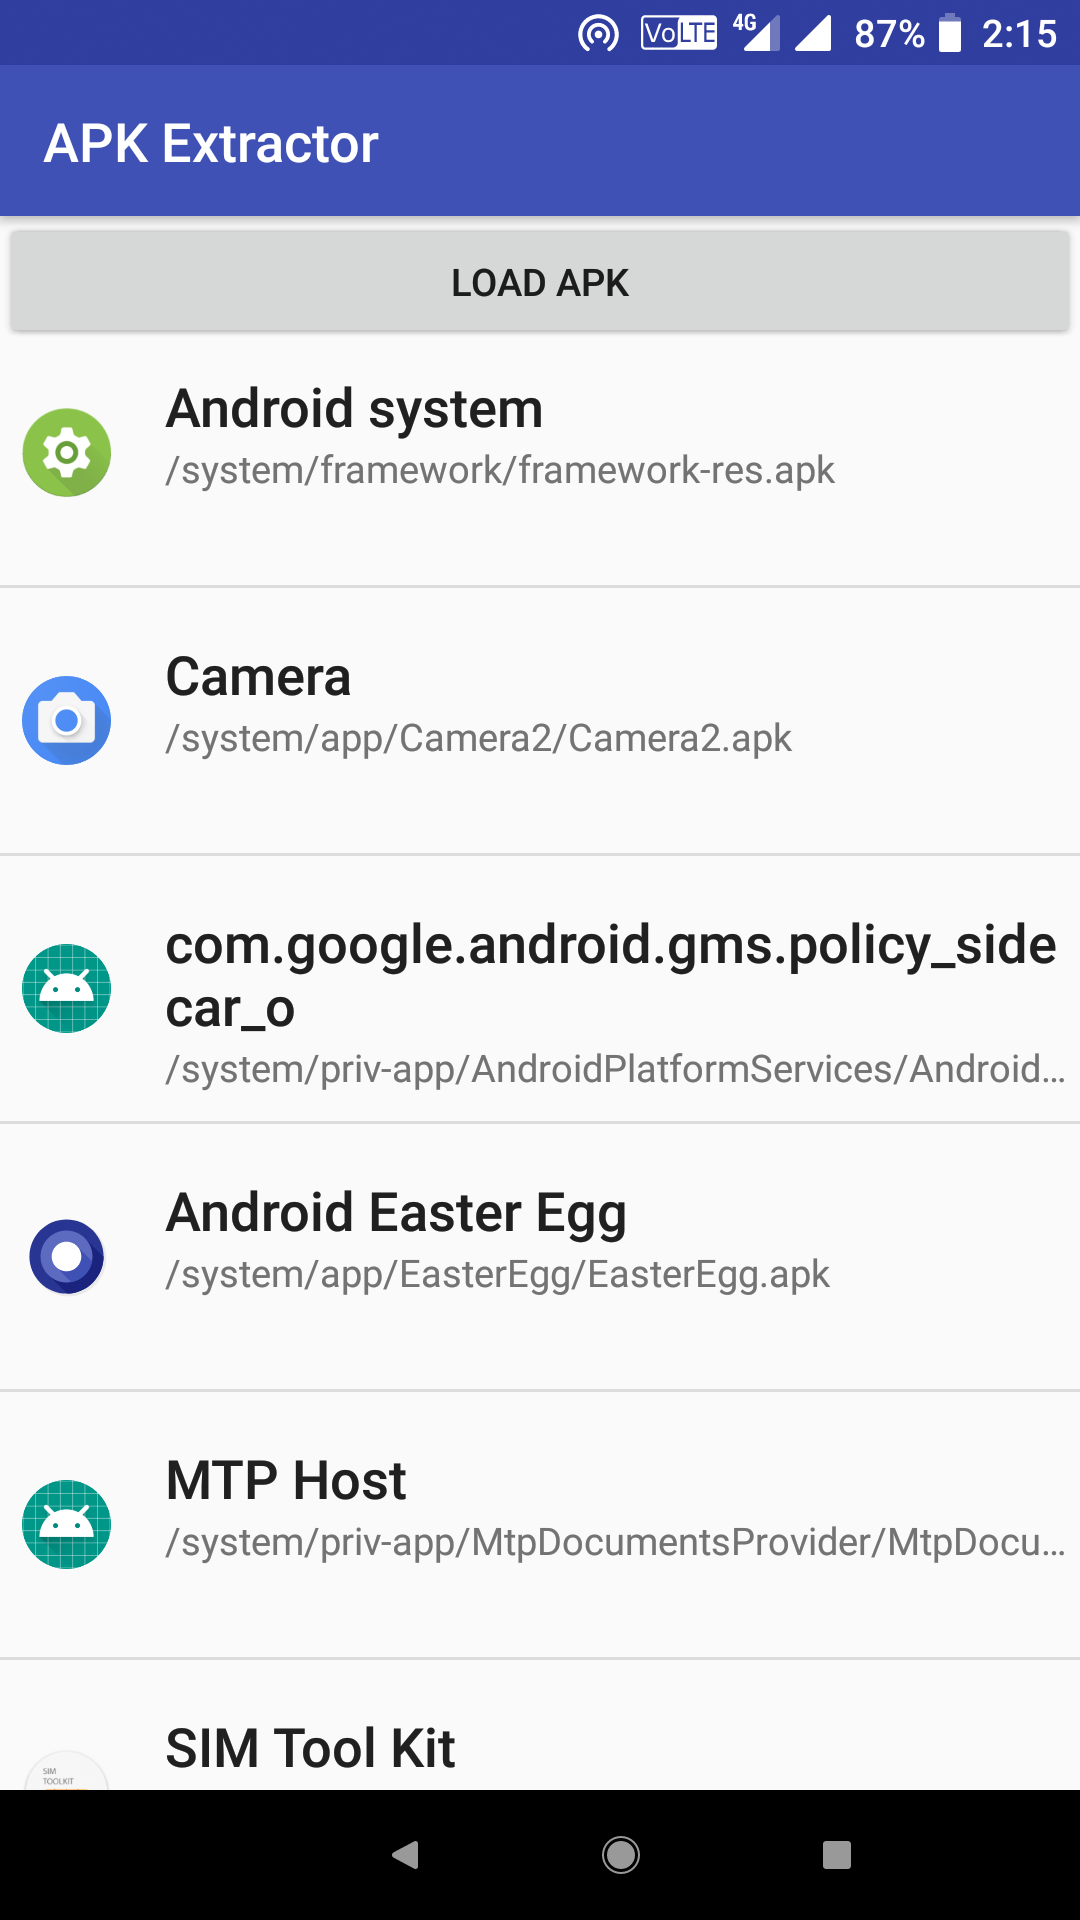 VoLTE 4G 87% 2:15
APK Extractor
LOAD APK
Android system
/system/framework/framework-res.apk
Camera
/system/app/Camera2/Camera2.apk
com.google.android.gms.policy_side
car_o
/system/priv-app/AndroidPlatformServices/Android...
Android Easter Egg
/system/app/EasterEgg/EasterEgg.apk
MTP Host
/system/priv-app/MtpDocumentsProvider/MtpDocu...
SIM Tool Kit
SIM
TOOLKIT